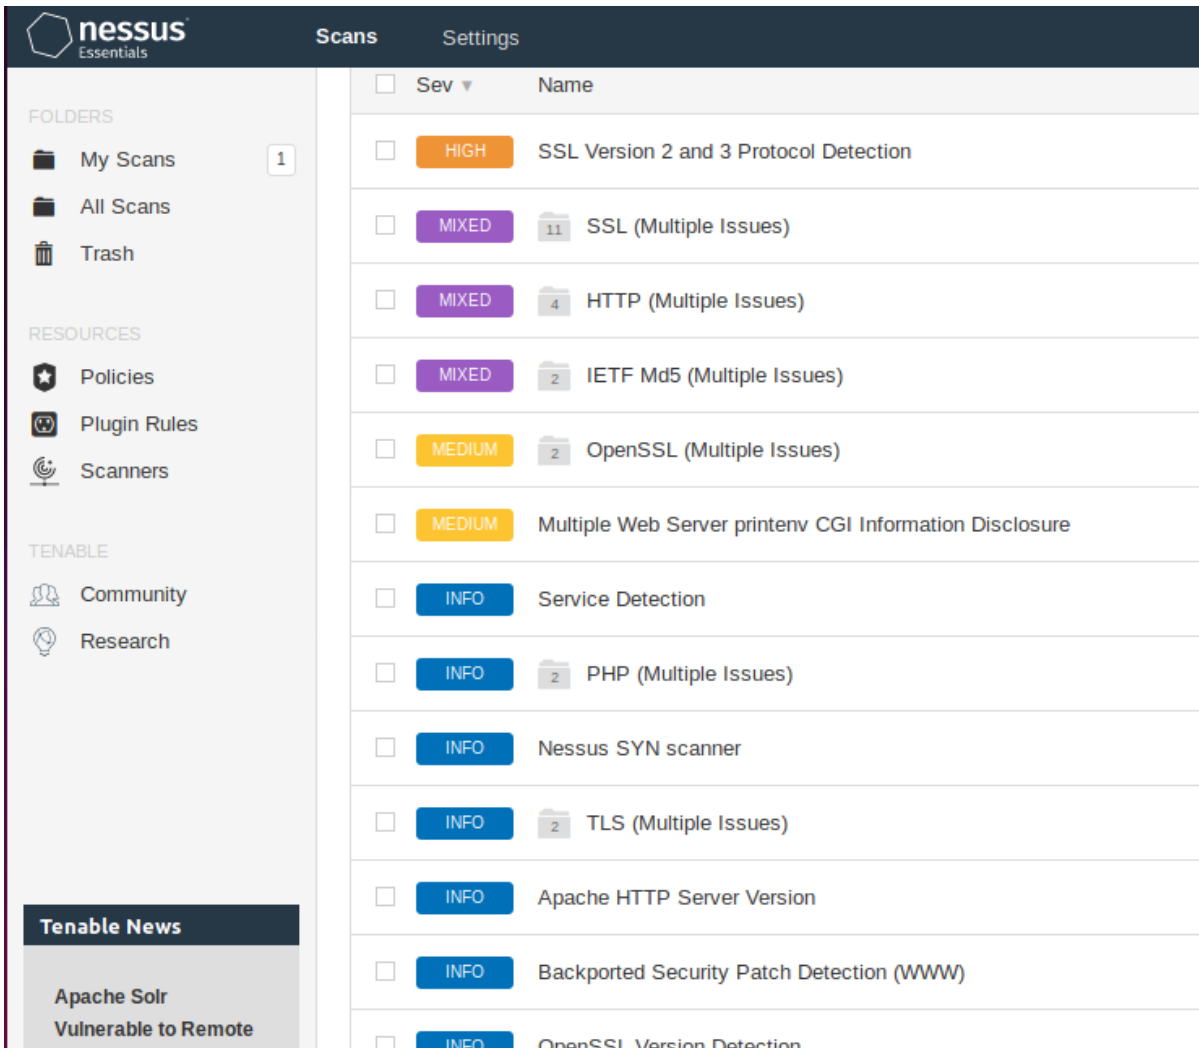 nessus
Essentials
Scans
Settings
FOLDERS
My Scans
1
All Scans
Trash
RESOURCES
Policies
Plugin Rules
Scanners
TENABLE
Community
Research
Tenable News
Apache Solr
Vulnerable to Remote
Sev ▼ Name
HIGH SSL Version 2 and 3 Protocol Detection
MIXED 11 SSL (Multiple Issues)
MIXED 4 HTTP (Multiple Issues)
MIXED 2 IETF Md5 (Multiple Issues)
MEDIUM 2 OpenSSL (Multiple Issues)
MEDIUM Multiple Web Server printenv CGI Information Disclosure
INFO Service Detection
INFO 2 PHP (Multiple Issues)
INFO Nessus SYN scanner
INFO 2 TLS (Multiple Issues)
INFO Apache HTTP Server Version
INFO Backported Security Patch Detection (WWW)
INFO OpenSSL Version Detection